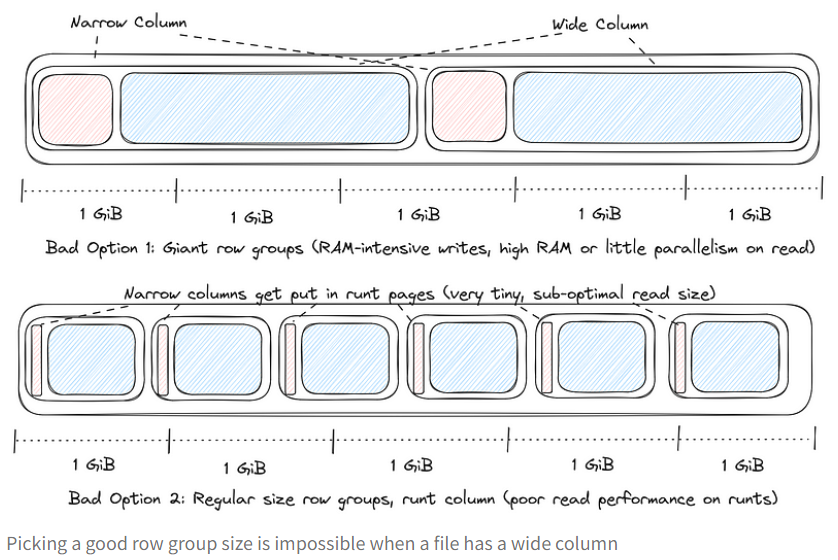 Narrow Column
Wide Column
1 GiB 1 GiB 1 GiB 1 GiB 1 GiB
Bad Option 1: Giant row groups (RAM-intensive writes, high RAM or little parallelism on read)
Narrow columns get put in runt pages (very tiny, sub-optimal read size)
1 GiB 1 GiB 1 GiB 1 GiB 1 GiB
Bad Option 2: Regular size row groups, runt column (poor read performance on runts)
Picking a good row group size is impossible when a file has a wide column